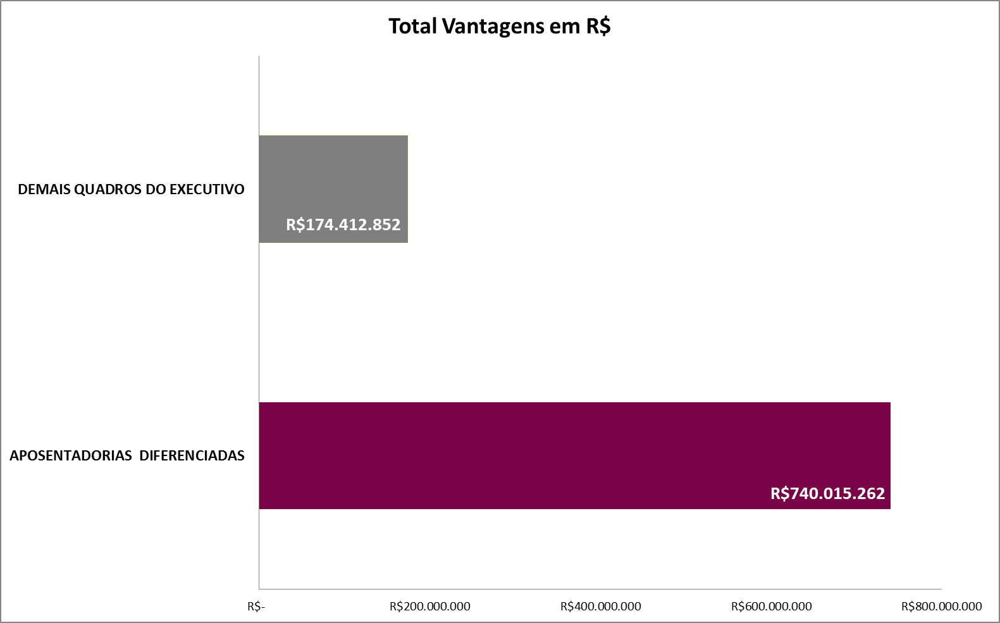 Total Vantagens em R$
DEMAIS QUADROS DO EXECUTIVO
R$174.412.852
APOSENTADORIAS  DIFERENCIADAS
R$740.015.262
R$- R$200.000.000 R$400.000.000 R$600.000.000 R$800.000.000